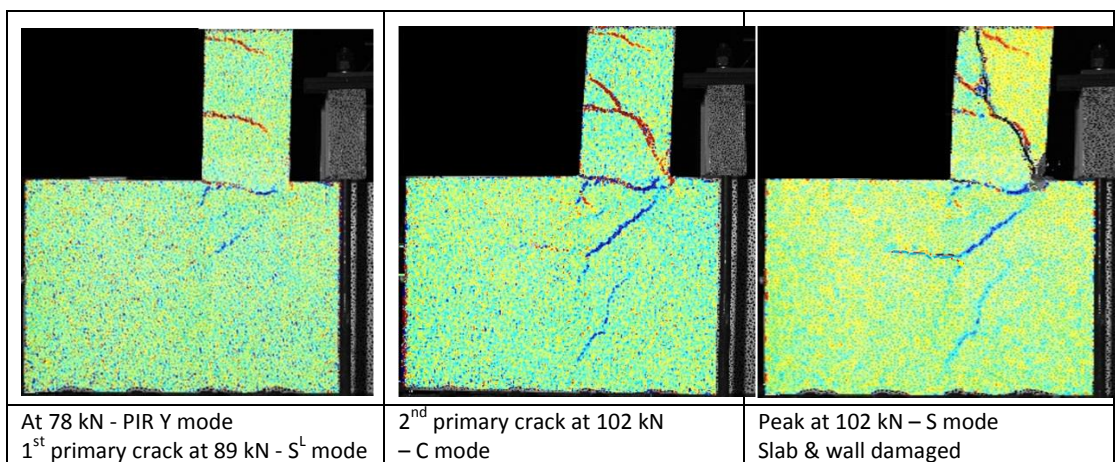 At 78 kN - PIR Y mode
1st primary crack at 89 kN - S^L mode
2nd primary crack at 102 kN
– C mode
Peak at 102 kN – S mode
Slab & wall damaged